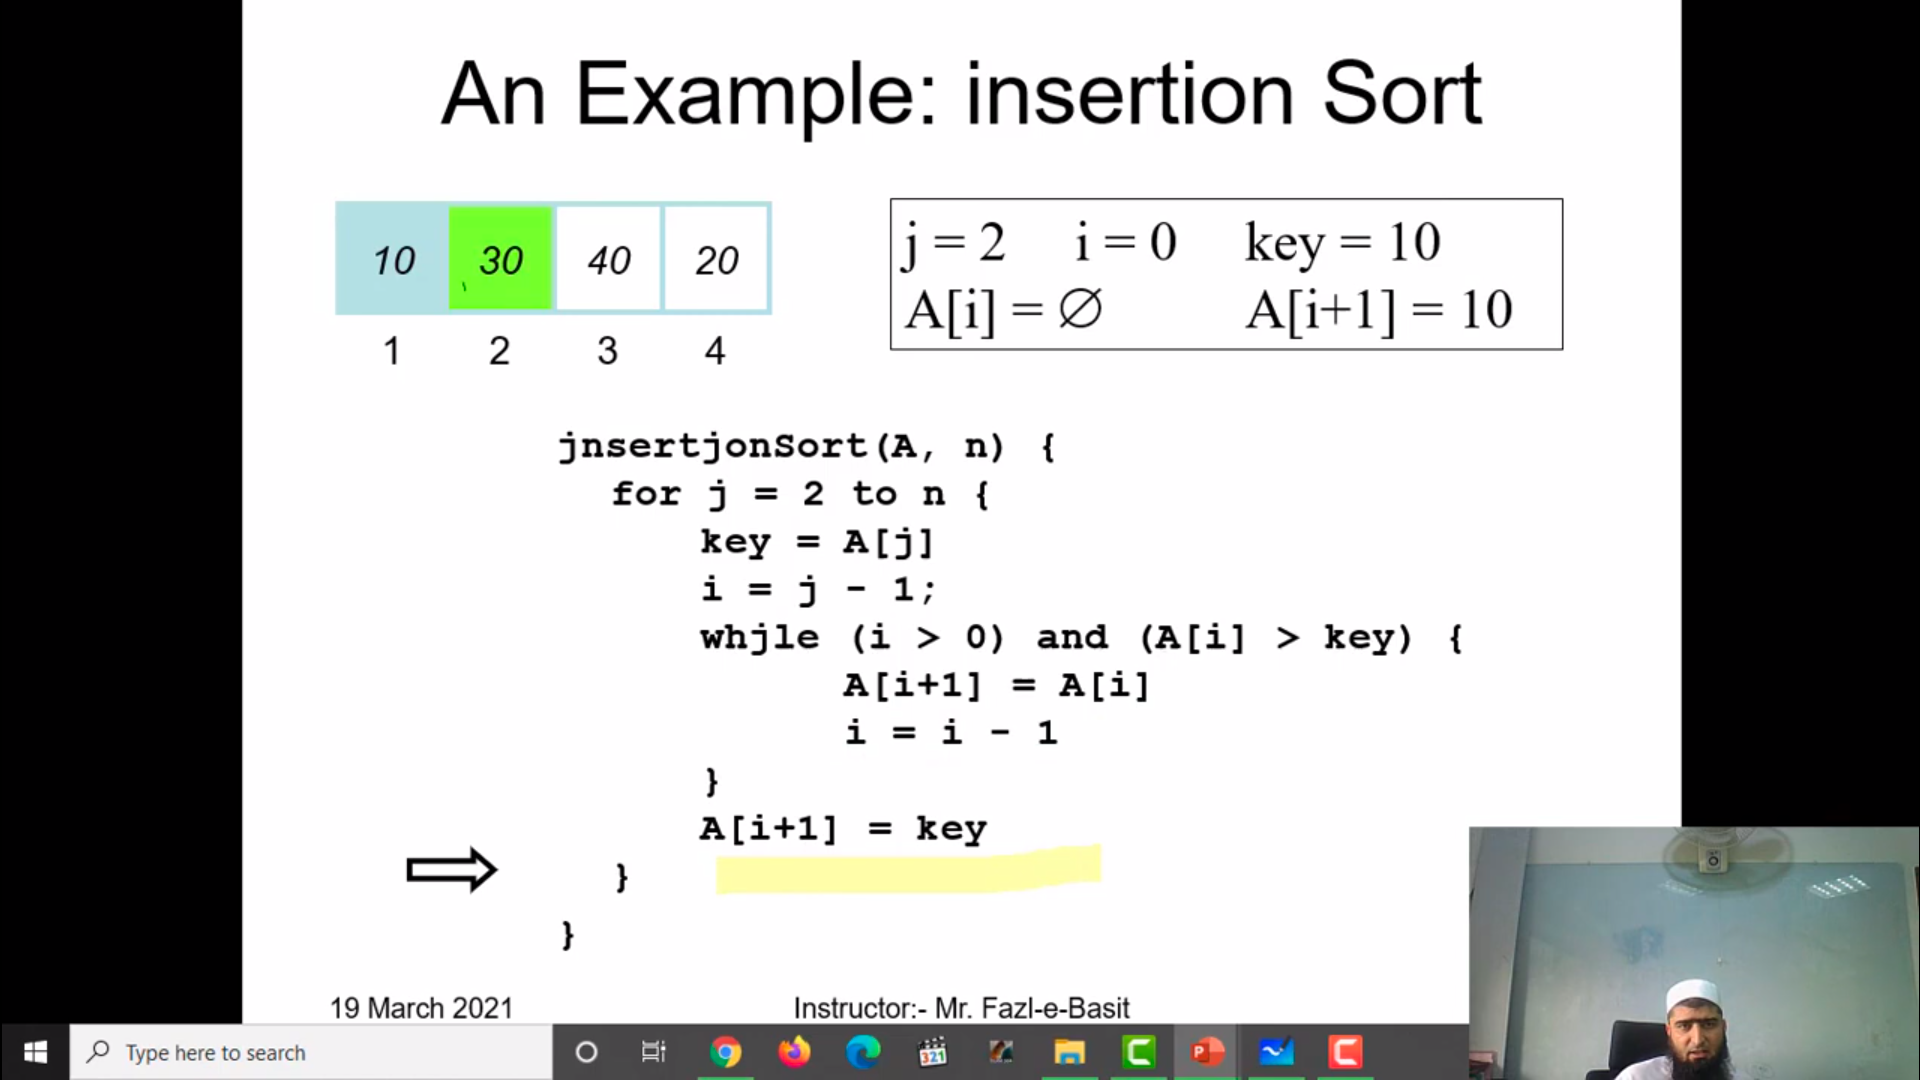 An Example: insertion Sort
10 30 40 20
1 2 3 4
j = 2 i = 0 key = 10
A[i] = ∅ A[i+1] = 10
jnsertjonSort(A, n) {
for j = 2 to n {
key = A[j]
i = j - 1;
whjle (i > 0) and (A[i] > key) {
A[i+1] = A[i]
i = i - 1
}
A[i+1] = key
}
}
19 March 2021 Instructor:- Mr. Fazl-e-Basit
Type here to search
321